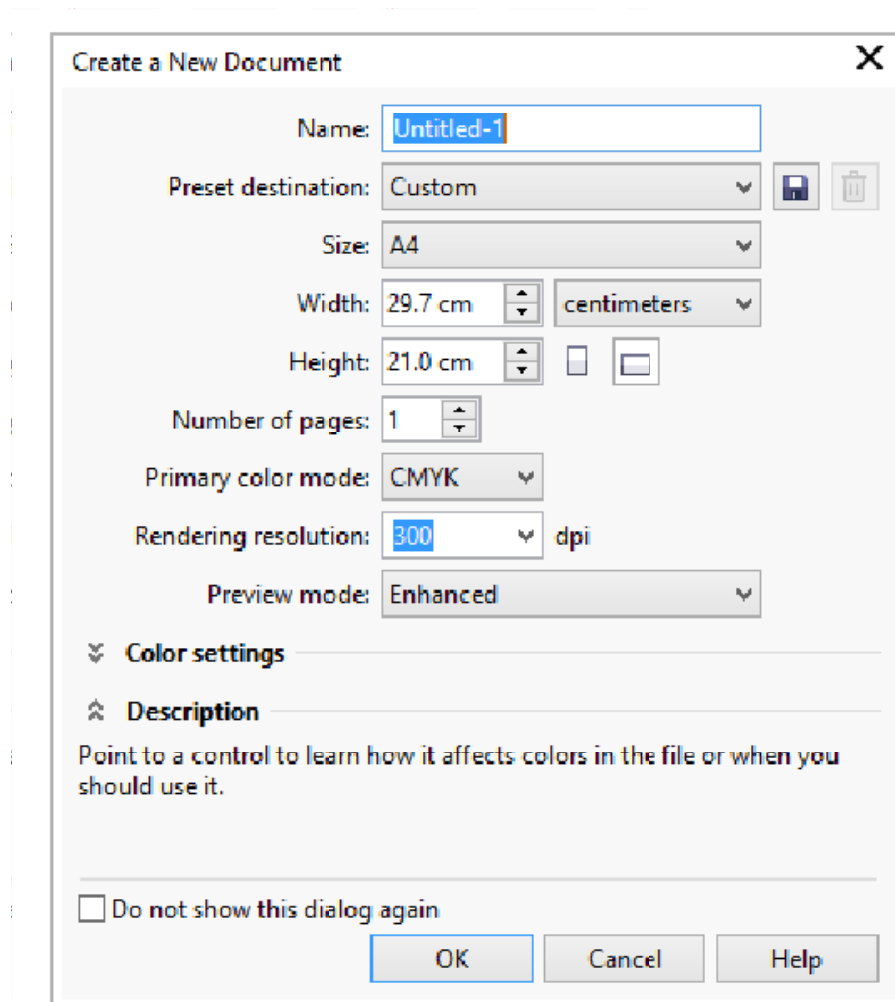 Create a New Document
Name: Untitled-1
Preset destination: Custom
Size: A4
Width: 29.7 cm centimeters
Height: 21.0 cm
Number of pages: 1
Primary color mode: CMYK
Rendering resolution: 300 dpi
Preview mode: Enhanced
Color settings
Description
Point to a control to learn how it affects colors in the file or when you
should use it.
Do not show this dialog again
OK Cancel Help